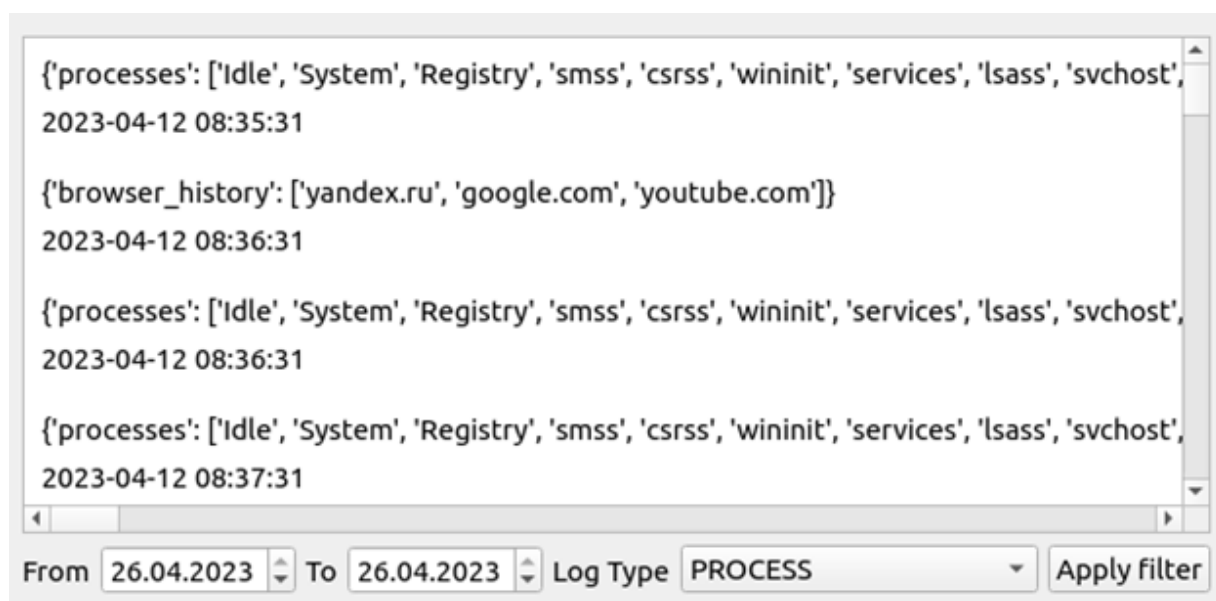 {'processes': ['Idle', 'System', 'Registry', 'smss', 'csrss', 'wininit', 'services', 'lsass', 'svchost',
2023-04-12 08:35:31
{'browser_history': ['yandex.ru', 'google.com', 'youtube.com']}
2023-04-12 08:36:31
{'processes': ['Idle', 'System', 'Registry', 'smss', 'csrss', 'wininit', 'services', 'lsass', 'svchost',
2023-04-12 08:36:31
{'processes': ['Idle', 'System', 'Registry', 'smss', 'csrss', 'wininit', 'services', 'lsass', 'svchost',
2023-04-12 08:37:31
From 26.04.2023 To 26.04.2023 Log Type PROCESS Apply filter